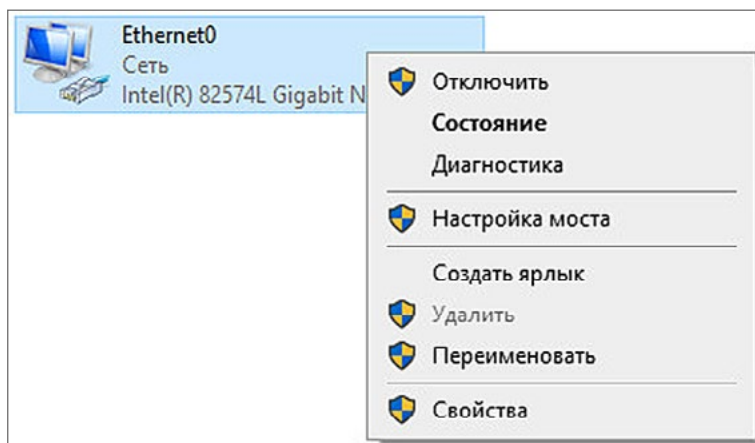 Ethernet0
Сеть
Intel(R) 82574L Gigabit N
Отключить
Состояние
Диагностика
Настройка моста
Создать ярлык
Удалить
Переименовать
Свойства